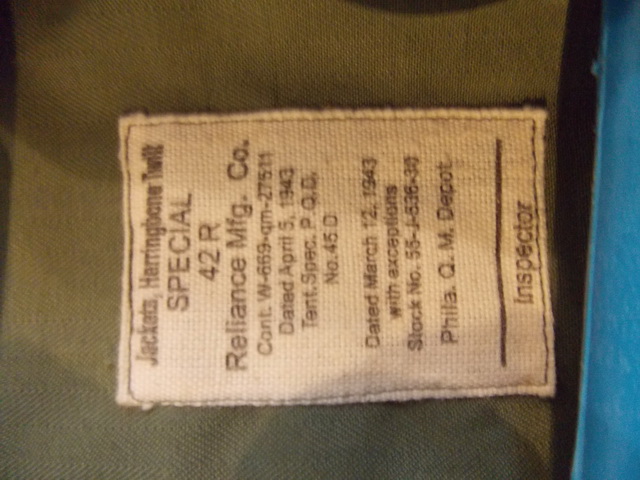 Jackets, Harringbone Twill
SPECIAL
42 R
Reliance Mfg. Co.
Cont. W-669-qm-27511
Dated April 5, 1943
Tent. Spec. P.Q.D.
No. 45 D
Dated March 12, 1943
with exceptions
Stock No. 55-J-536-30
Phila. Q. M. Depot.
Inspector